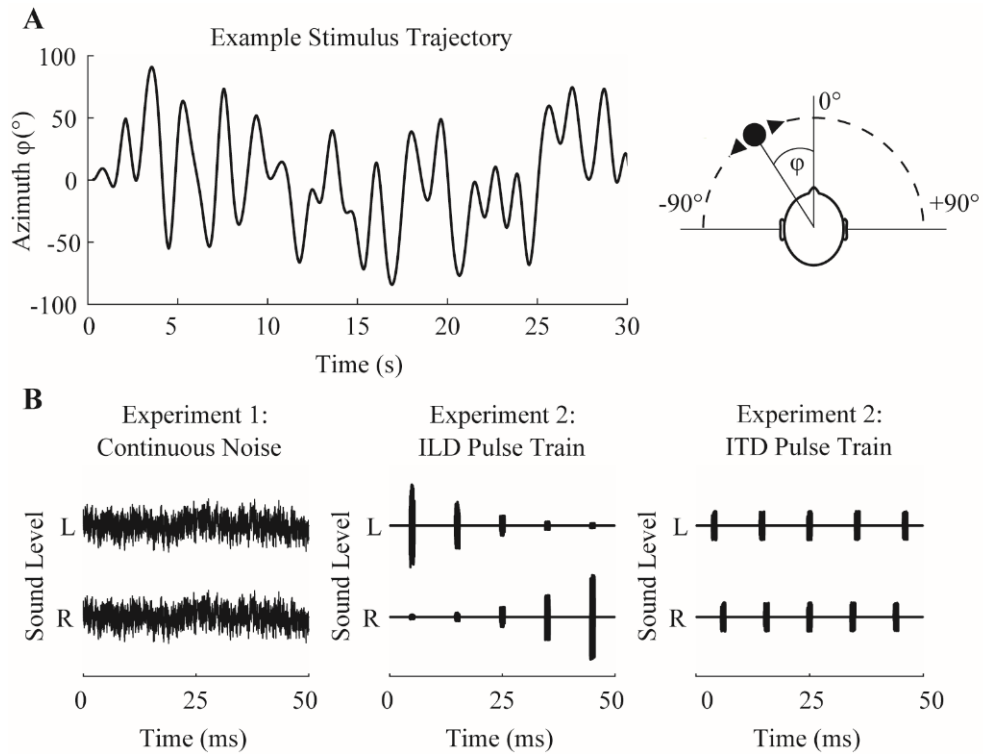 A
Example Stimulus Trajectory
100
50
0
-50
-100
Azimuth φ(°)
0
5
10
15
20
25
30
Time (s)
0°
φ
-90°
+90°
B
Experiment 1:
Continuous Noise
Sound Level
L
R
0
25
50
Time (ms)
Experiment 2:
ILD Pulse Train
Sound Level
L
R
0
25
50
Time (ms)
Experiment 2:
ITD Pulse Train
Sound Level
L
R
0
25
50
Time (ms)